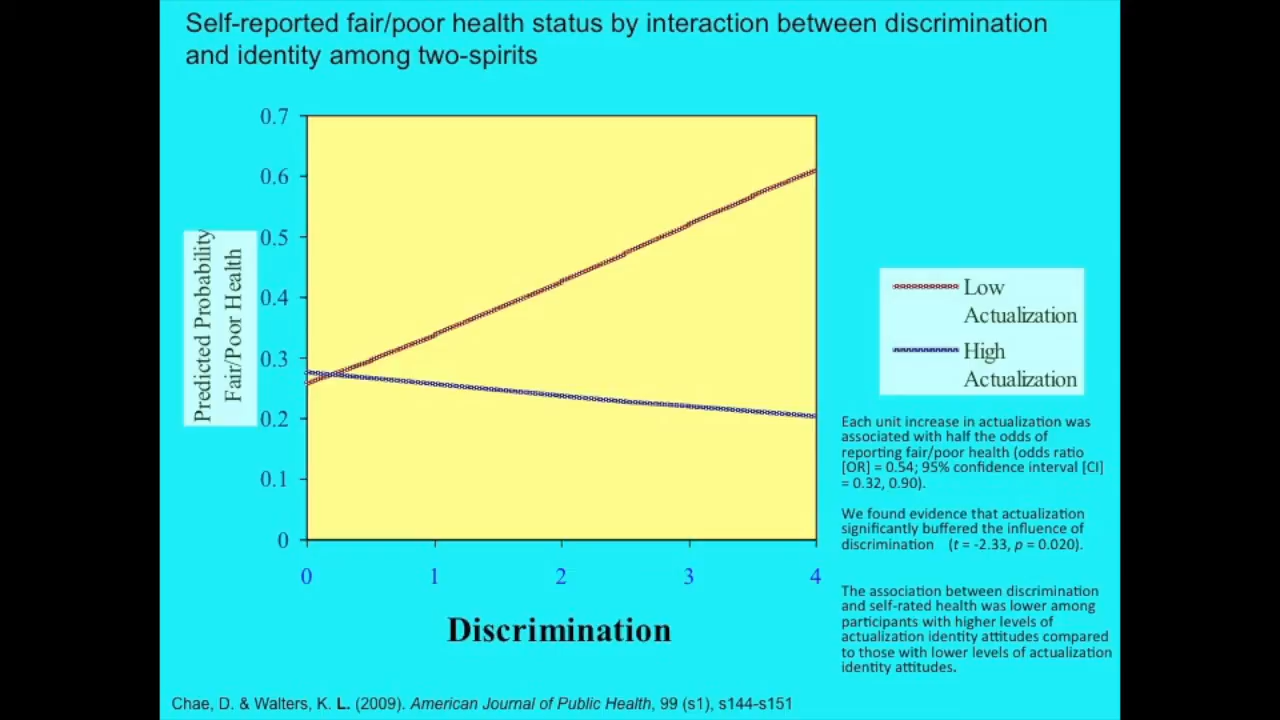 Self-reported fair/poor health status by interaction between discrimination
and identity among two-spirits
0.7
0.6
0.5
0.4
0.3
0.2
0.1
0
Predicted Probability
Fair/Poor Health
0 1 2 3 4
Discrimination
Low
Actualization
High
Actualization
Each unit increase in actualization was
associated with half the odds of
reporting fair/poor health (odds ratio
[OR] = 0.54; 95% confidence interval [CI]
= 0.32, 0.90).
We found evidence that actualization
significantly buffered the influence of
discrimination (t = -2.33, p = 0.020).
The association between discrimination
and self-rated health was lower among
participants with higher levels of
actualization identity attitudes compared
to those with lower levels of actualization
identity attitudes.
Chae, D. & Walters, K. L. (2009). American Journal of Public Health, 99 (s1), s144-s151